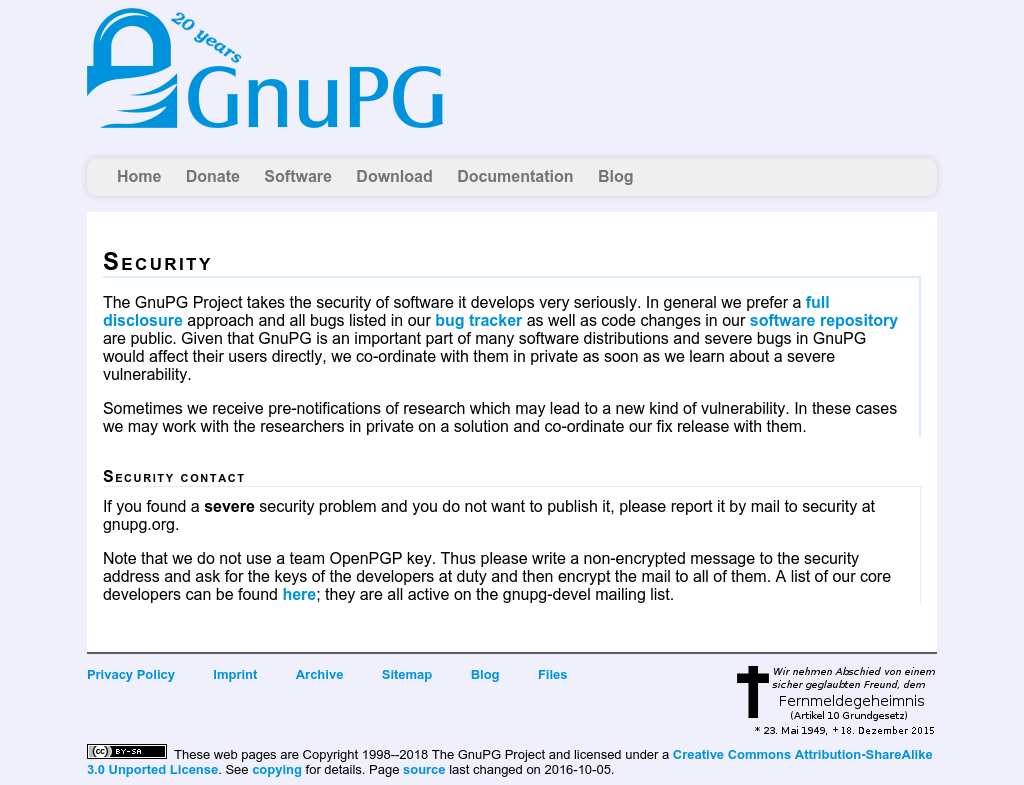 20 years
GnuPG
Home Donate Software Download Documentation Blog
Security
The GnuPG Project takes the security of software it develops very seriously. In general we prefer a full
disclosure approach and all bugs listed in our bug tracker as well as code changes in our software repository
are public. Given that GnuPG is an important part of many software distributions and severe bugs in GnuPG
would affect their users directly, we co-ordinate with them in private as soon as we learn about a severe
vulnerability.
Sometimes we receive pre-notifications of research which may lead to a new kind of vulnerability. In these cases
we may work with the researchers in private on a solution and co-ordinate our fix release with them.
Security contact
If you found a severe security problem and you do not want to publish it, please report it by mail to security at
gnupg.org.
Note that we do not use a team OpenPGP key. Thus please write a non-encrypted message to the security
address and ask for the keys of the developers at duty and then encrypt the mail to all of them. A list of our core
developers can be found here; they are all active on the gnupg-devel mailing list.
Privacy Policy Imprint Archive Sitemap Blog Files
Wir nehmen Abschied von einem
sicher geglaubten Freund, dem
Fernmeldegeheimnis
(Artikel 10 Grundgesetz)
* 23. Mai 1949, + 18. Dezember 2015
cc BY-SA These web pages are Copyright 1998--2018 The GnuPG Project and licensed under a Creative Commons Attribution-ShareAlike
3.0 Unported License. See copying for details. Page source last changed on 2016-10-05.